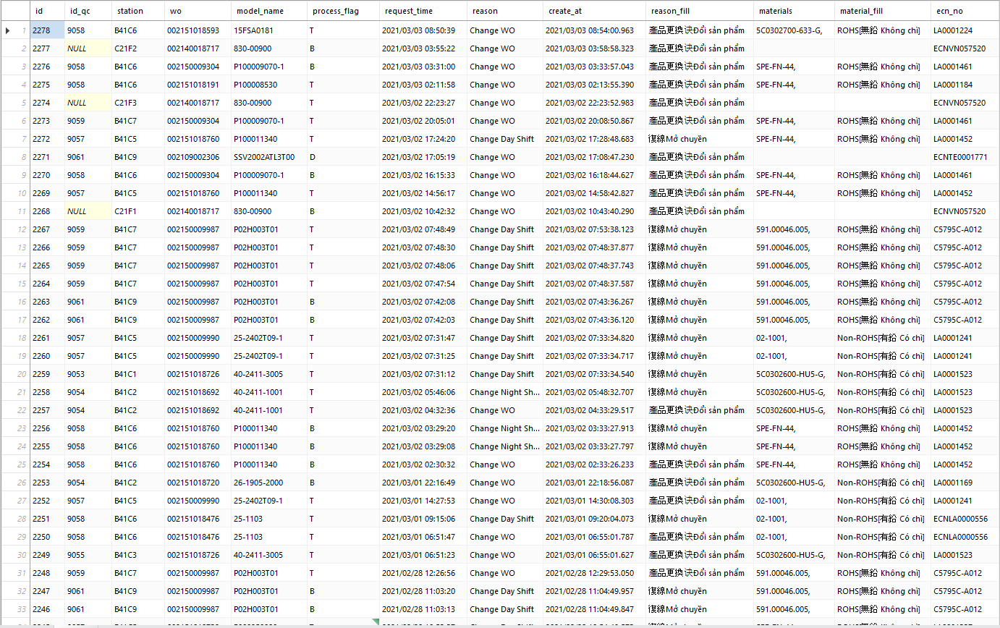 id id_qc station wo model_name process_flag request_time reason create_at reason_fill materials material_fill ecn_no
1 2278 9058 B41C6 002151018593 15FSA0181 T 2021/03/03 08:50:39 Change WO 2021/03/03 08:54:00.963 產品更換诀Đổi sản phẩm 5C0302700-633-G, ROHS[無鉛 Không chì] LA0001224
2 2277 NULL C21F2 002140018717 830-00900 B 2021/03/03 03:55:22 Change WO 2021/03/03 03:58:58.323 產品更換诀Đổi sản phẩm ECNVN057520
3 2276 9058 B41C6 002150009304 P100009070-1 B 2021/03/03 03:31:00 Change WO 2021/03/03 03:33:57.043 產品更換诀Đổi sản phẩm SPE-FN-44, ROHS[無鉛 Không chì] LA0001461
4 2275 9058 B41C6 002151018191 P100008530 T 2021/03/03 02:11:58 Change WO 2021/03/03 02:13:55.390 產品更換诀Đổi sản phẩm SPE-FN-44, ROHS[無鉛 Không chì] LA0001184
5 2274 NULL C21F3 002140018717 830-00900 T 2021/03/02 22:23:27 Change WO 2021/03/02 22:23:52.983 產品更換诀Đổi sản phẩm ECNVN057520
6 2273 9059 B41C7 002150009304 P100009070-1 T 2021/03/02 20:05:01 Change WO 2021/03/02 20:08:50.867 產品更換诀Đổi sản phẩm SPE-FN-44, ROHS[無鉛 Không chì] LA0001461
7 2272 9057 B41C5 002151018760 P100011340 T 2021/03/02 17:24:20 Change Day Shift 2021/03/02 17:28:48.683 復線Mở chuyền SPE-FN-44, ROHS[無鉛 Không chì] LA0001452
8 2271 9061 B41C9 002109002306 SSV2002ATL3T00 D 2021/03/02 17:05:19 Change WO 2021/03/02 17:08:47.230 產品更換诀Đổi sản phẩm ECNTE0001771
9 2270 9058 B41C6 002150009304 P100009070-1 B 2021/03/02 16:15:33 Change WO 2021/03/02 16:18:44.627 產品更換诀Đổi sản phẩm SPE-FN-44, ROHS[無鉛 Không chì] LA0001461
10 2269 9057 B41C5 002151018760 P100011340 T 2021/03/02 14:56:17 Change WO 2021/03/02 14:58:42.827 產品更換诀Đổi sản phẩm SPE-FN-44, ROHS[無鉛 Không chì] LA0001452
11 2268 NULL C21F1 002140018717 830-00900 B 2021/03/02 10:42:32 Change WO 2021/03/02 10:43:40.290 產品更換诀Đổi sản phẩm ECNVN057520
12 2267 9059 B41C7 002150009987 P02H003T01 T 2021/03/02 07:48:49 Change Day Shift 2021/03/02 07:53:38.123 復線Mở chuyền 591.00046.005, ROHS[無鉛 Không chì] C5795C-A012
13 2266 9059 B41C7 002150009987 P02H003T01 T 2021/03/02 07:48:30 Change Day Shift 2021/03/02 07:48:37.877 復線Mở chuyền 591.00046.005, ROHS[無鉛 Không chì] C5795C-A012
14 2265 9059 B41C7 002150009987 P02H003T01 T 2021/03/02 07:48:06 Change Day Shift 2021/03/02 07:48:37.743 復線Mở chuyền 591.00046.005, ROHS[無鉛 Không chì] C5795C-A012
15 2264 9059 B41C7 002150009987 P02H003T01 T 2021/03/02 07:47:54 Change Day Shift 2021/03/02 07:48:37.587 復線Mở chuyền 591.00046.005, ROHS[無鉛 Không chì] C5795C-A012
16 2263 9061 B41C9 002150009987 P02H003T01 B 2021/03/02 07:42:08 Change Day Shift 2021/03/02 07:43:36.267 復線Mở chuyền 591.00046.005, ROHS[無鉛 Không chì] C5795C-A012
17 2262 9061 B41C9 002150009987 P02H003T01 B 2021/03/02 07:42:03 Change Day Shift 2021/03/02 07:43:36.120 復線Mở chuyền 591.00046.005, ROHS[無鉛 Không chì] C5795C-A012
18 2261 9057 B41C5 002150009990 25-2402T09-1 T 2021/03/02 07:31:47 Change Day Shift 2021/03/02 07:33:34.820 復線Mở chuyền 02-1001, Non-ROHS[有鉛 Có chì] LA0001241
19 2260 9057 B41C5 002150009990 25-2402T09-1 T 2021/03/02 07:31:25 Change Day Shift 2021/03/02 07:33:34.717 復線Mở chuyền 02-1001, Non-ROHS[有鉛 Có chì] LA0001241
20 2259 9053 B41C1 002151018726 40-2411-3005 T 2021/03/02 07:31:12 Change Day Shift 2021/03/02 07:33:34.540 復線Mở chuyền 5C0302600-HU5-G, Non-ROHS[有鉛 Có chì] LA0001523
21 2258 9054 B41C2 002151018692 40-2411-1001 T 2021/03/02 05:46:06 Change Night Sh... 2021/03/02 05:48:32.707 復線Mở chuyền 5C0302600-HU5-G, Non-ROHS[有鉛 Có chì] LA0001523
22 2257 9054 B41C2 002151018692 40-2411-1001 T 2021/03/02 04:32:36 Change WO 2021/03/02 04:33:29.517 產品更換诀Đổi sản phẩm 5C0302600-HU5-G, Non-ROHS[有鉛 Có chì] LA0001523
23 2256 9058 B41C6 002151018760 P100011340 B 2021/03/02 03:29:20 Change Night Sh... 2021/03/02 03:33:27.913 復線Mở chuyền SPE-FN-44, ROHS[無鉛 Không chì] LA0001452
24 2255 9058 B41C6 002151018760 P100011340 B 2021/03/02 03:29:08 Change Night Sh... 2021/03/02 03:33:27.797 復線Mở chuyền SPE-FN-44, ROHS[無鉛 Không chì] LA0001452
25 2254 9058 B41C6 002151018760 P100011340 B 2021/03/02 02:30:32 Change WO 2021/03/02 02:33:26.233 產品更換诀Đổi sản phẩm SPE-FN-44, ROHS[無鉛 Không chì] LA0001452
26 2253 9054 B41C2 002151018720 26-1905-2000 B 2021/03/01 22:16:49 Change WO 2021/03/01 22:18:56.087 產品更換诀Đổi sản phẩm 5C0302600-HU5-G, Non-ROHS[有鉛 Có chì] LA0001169
27 2252 9057 B41C5 002150009990 25-2402T09-1 T 2021/03/01 14:27:53 Change WO 2021/03/01 14:30:08.303 產品更換诀Đổi sản phẩm 02-1001, Non-ROHS[有鉛 Có chì] LA0001241
28 2251 9058 B41C6 002151018476 25-1103 T 2021/03/01 09:15:06 Change Day Shift 2021/03/01 09:20:04.073 復線Mở chuyền 02-1001, Non-ROHS[有鉛 Có chì] ECNLA0000556
29 2250 9058 B41C6 002151018476 25-1103 T 2021/03/01 06:51:47 Change WO 2021/03/01 06:55:01.787 產品更換诀Đổi sản phẩm 02-1001, Non-ROHS[有鉛 Có chì] ECNLA0000556
30 2249 9055 B41C3 002151018726 40-2411-3005 T 2021/03/01 06:51:23 Change WO 2021/03/01 06:55:01.627 產品更換诀Đổi sản phẩm 5C0302600-HU5-G, Non-ROHS[有鉛 Có chì] LA0001523
31 2248 9059 B41C7 002150009987 P02H003T01 T 2021/02/28 12:26:56 Change WO 2021/02/28 12:29:53.050 產品更換诀Đổi sản phẩm 591.00046.005, ROHS[無鉛 Không chì] C5795C-A012
32 2247 9061 B41C9 002150009987 P02H003T01 B 2021/02/28 11:03:20 Change Day Shift 2021/02/28 11:04:49.957 復線Mở chuyền 591.00046.005, ROHS[無鉛 Không chì] C5795C-A012
33 2246 9061 B41C9 002150009987 P02H003T01 B 2021/02/28 11:03:13 Change Day Shift 2021/02/28 11:04:49.847 復線Mở chuyền 591.00046.005, ROHS[無鉛 Không chì] C5795C-A012